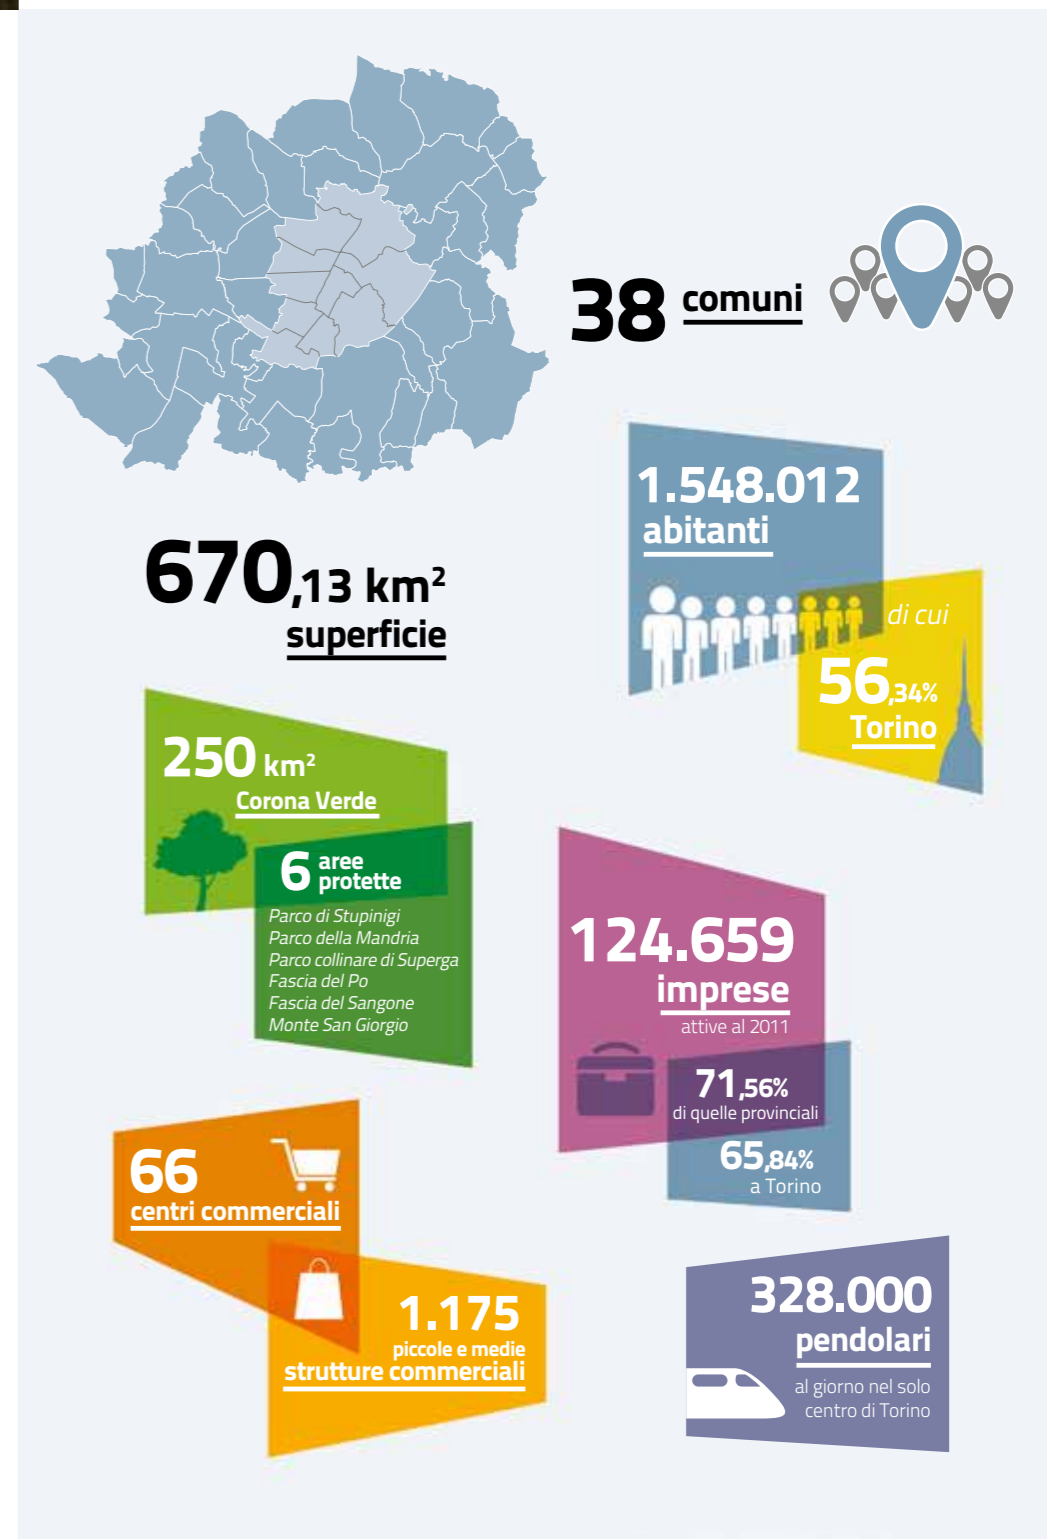 38 comuni
1.548.012
abitanti
di cui
56,34%
Torino
670,13 km²
superficie
250 km²
Corona Verde
6 aree
protette
Parco di Stupinigi
Parco della Mandria
Parco collinare di Superga
Fascia del Po
Fascia del Sangone
Monte San Giorgio
124.659
imprese
attive al 2011
71,56%
di quelle provinciali
65,84%
a Torino
66
centri commerciali
1.175
piccole e medie
strutture commerciali
328.000
pendolari
al giorno nel solo
centro di Torino